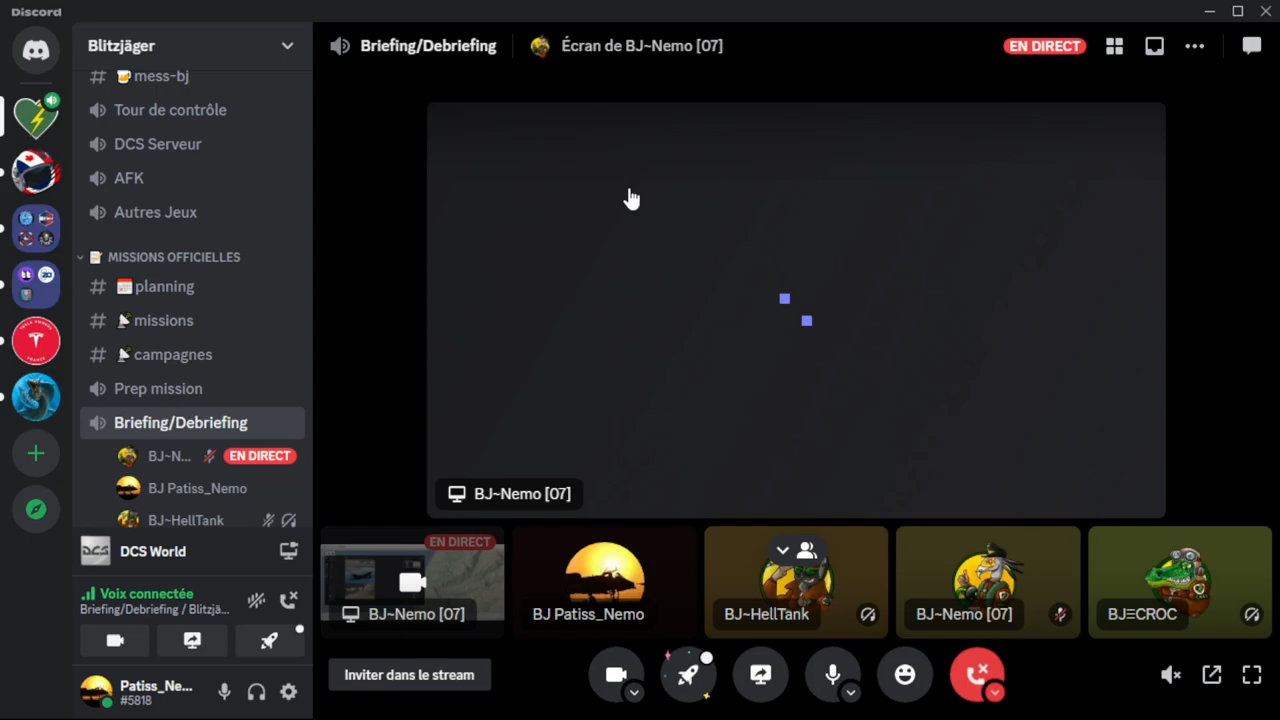 Discord
Blitzjäger
Briefing/Debriefing
Écran de BJ~Nemo [07]
EN DIRECT
# 🍺mess-bj
Tour de contrôle
DCS Serveur
AFK
Autres Jeux
MISSIONS OFFICIELLES
# planning
# missions
# campagnes
Prep mission
Briefing/Debriefing
BJ~N... EN DIRECT
BJ Patiss_Nemo
BJ~HellTank
DCS DCS World
Voix connectée
Briefing/Debriefing / Blitzjä...
Patiss_Ne...
#5818
BJ~Nemo [07]
EN DIRECT
BJ~Nemo [07]
BJ Patiss_Nemo
BJ~HellTank
BJ~Nemo [07]
BJ☰CROC
Inviter dans le stream